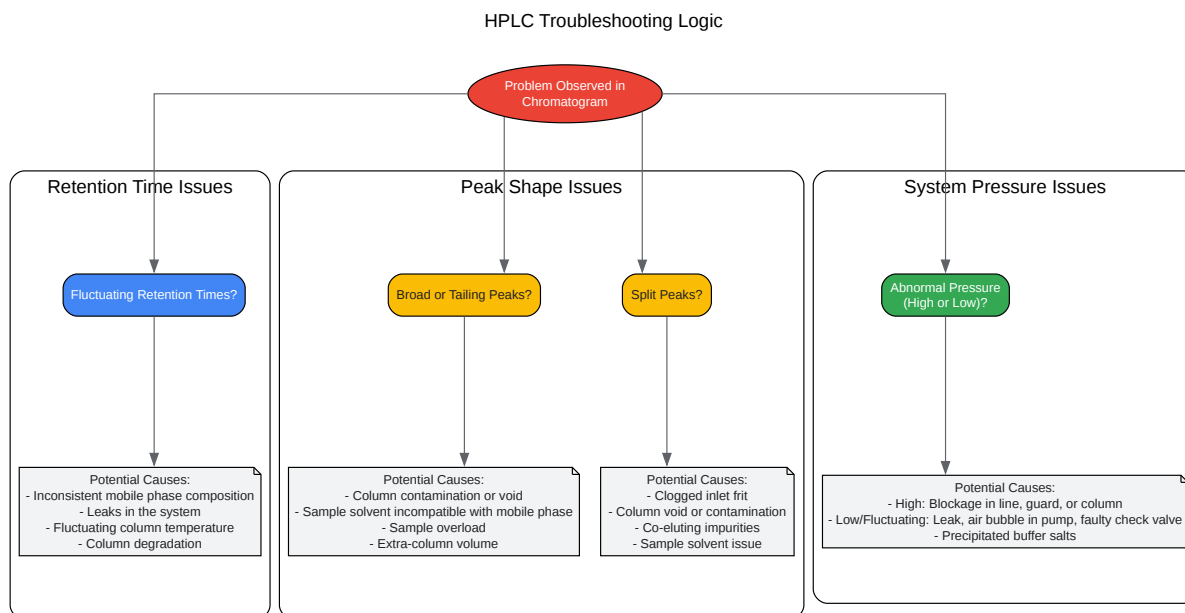 HPLC Troubleshooting Logic
Problem Observed in
Chromatogram
Retention Time Issues
Peak Shape Issues
System Pressure Issues
Fluctuating Retention Times?
Broad or Tailing Peaks?
Split Peaks?
Abnormal Pressure
(High or Low)?
Potential Causes:
- Inconsistent mobile phase composition
- Leaks in the system
- Fluctuating column temperature
- Column degradation
Potential Causes:
- Column contamination or void
- Sample solvent incompatible with mobile phase
- Sample overload
- Extra-column volume
Potential Causes:
- Clogged inlet frit
- Column void or contamination
- Co-eluting impurities
- Sample solvent issue
Potential Causes:
- High: Blockage in line, guard, or column
- Low/Fluctuating: Leak, air bubble in pump, faulty check valve
- Precipitated buffer salts